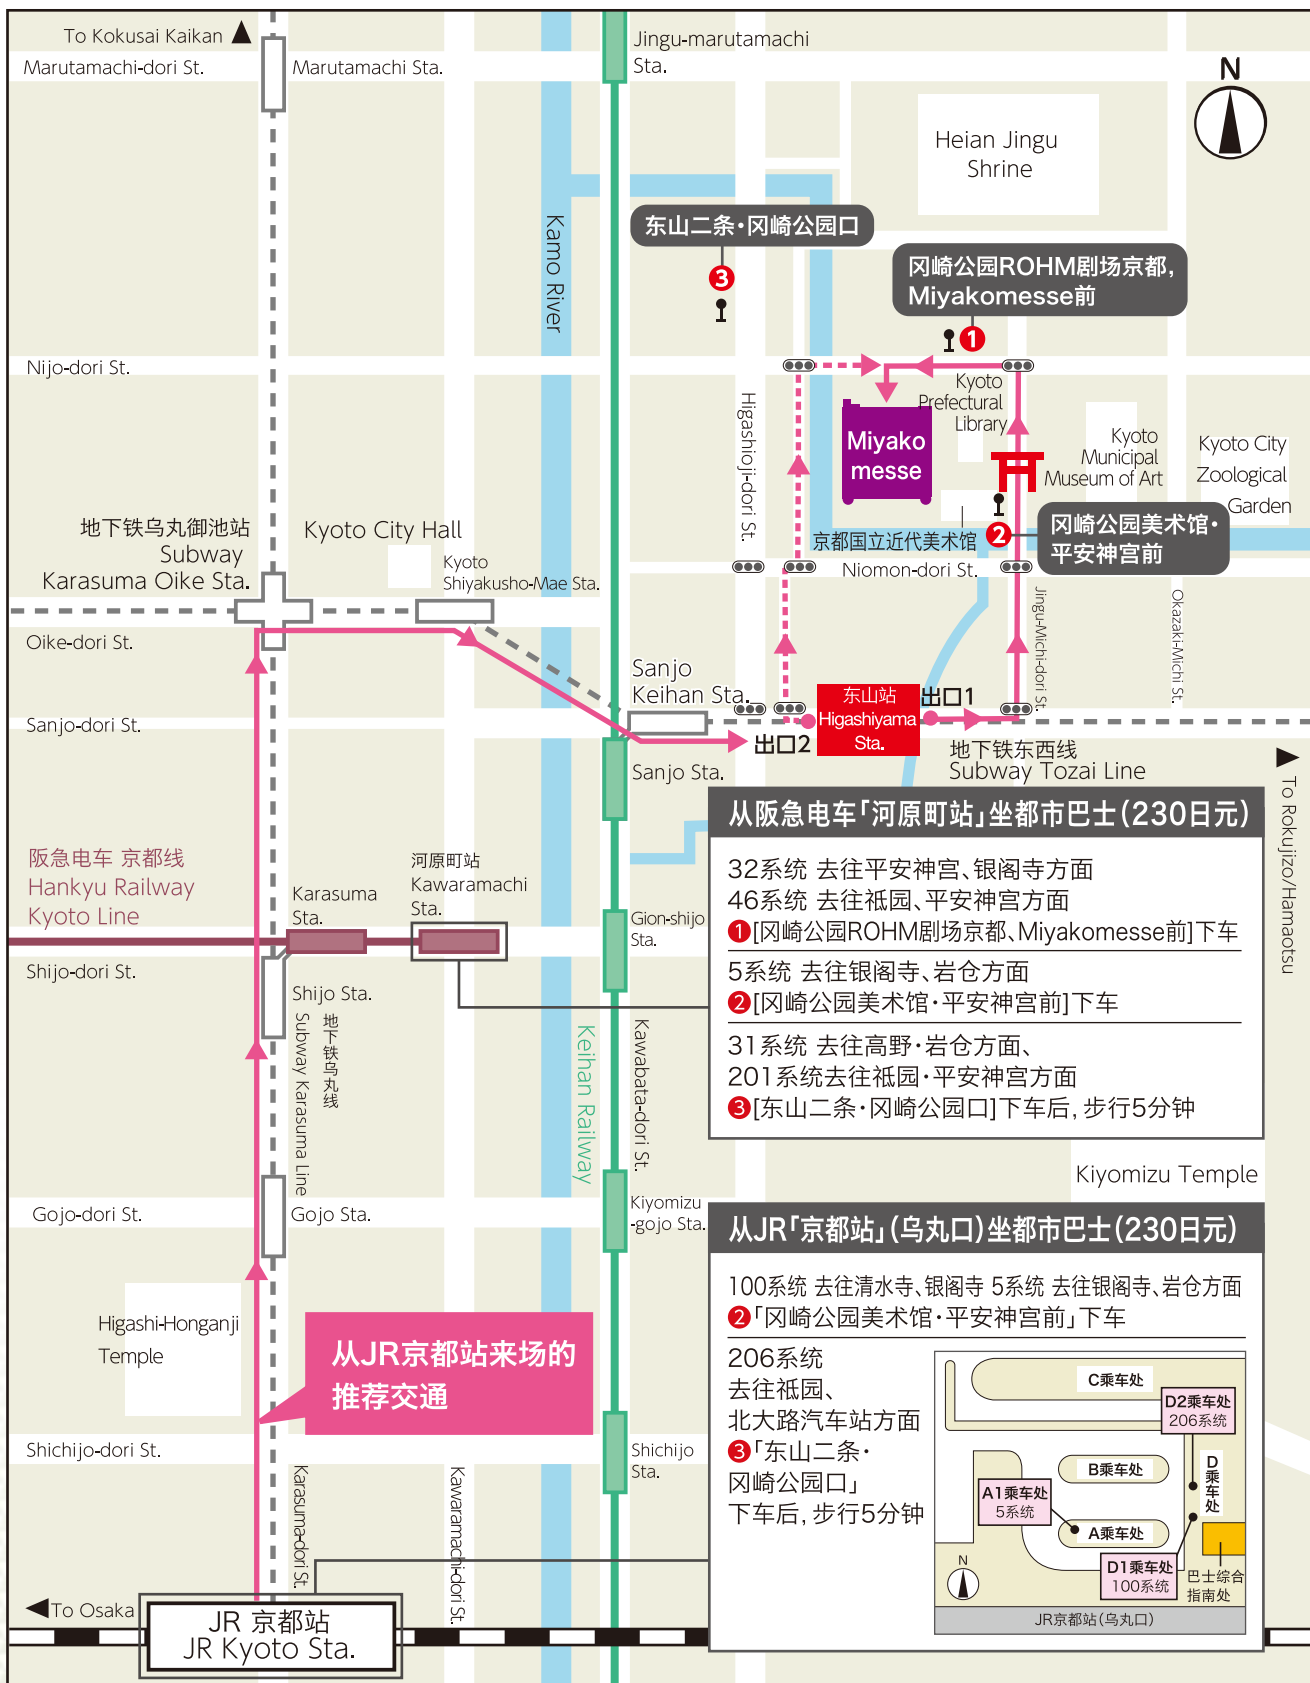 To Kokusai Kaikan
Marutamachi-dori St.
Marutamachi Sta.
Jingu-marutamachi
Sta.
N
Heian Jingu
Shrine
Kamo River
东山二条·冈崎公园口
3
冈崎公园ROHM剧场京都,
Miyakomesse前
1
Nijo-dori St.
Higashioji-dori St.
Kyoto
Prefectural
Library
Miyako
messe
Kyoto
Municipal
Museum of Art
Kyoto City
Zoological
Garden
京都国立近代美术馆
2
冈崎公园美术馆·
平安神宫前
Niomon-dori St.
地下铁乌丸御池站
Subway
Karasuma Oike Sta.
Kyoto City Hall
Kyoto
Shiyakusho-Mae Sta.
Oike-dori St.
Jingu-Michi-dori St.
Okazaki-Michi St.
Sanjo
Keihan Sta.
东山站
Higashiyama
Sta.
出口1
出口2
Sanjo-dori St.
Sanjo Sta.
地下铁东西线
Subway Tozai Line
To Rokujizo/Hamaotsu
阪急电车 京都线
Hankyu Railway
Kyoto Line
Karasuma
Sta.
河原町站
Kawaramachi
Sta.
Gion-shijo
Sta.
Shijo-dori St.
Shijo Sta.
Subway Karasuma Line
地下铁乌丸线
Keihan Railway
Kawabata-dori St.
从阪急电车「河原町站」坐都市巴士(230日元)
32系统 去往平安神宫、银阁寺方面
46系统 去往祗园、平安神宫方面
1[冈崎公园ROHM剧场京都、Miyakomesse前]下车
5系统 去往银阁寺、岩仓方面
2[冈崎公园美术馆·平安神宫前]下车
31系统 去往高野·岩仓方面、
201系统去往祗园·平安神宫方面
3[东山二条·冈崎公园口]下车后, 步行5分钟
Kiyomizu Temple
Gojo-dori St.
Gojo Sta.
Kiyomizu
-gojo Sta.
从JR「京都站」(乌丸口)坐都市巴士(230日元)
100系统 去往清水寺、银阁寺 5系统 去往银阁寺、岩仓方面
2「冈崎公园美术馆·平安神宫前」下车
206系统
去往祗园、
北大路汽车站方面
3「东山二条·
冈崎公园口」
下车后, 步行5分钟
C乘车处
D2乘车处
206系统
B乘车处
D乘车处
A1乘车处
5系统
A乘车处
D1乘车处
100系统
巴士综合
指南处
N
JR京都站(乌丸口)
Higashi-Honganji
Temple
从JR京都站来场的
推荐交通
Shichijo-dori St.
Shichijo
Sta.
Karasuma-dori St.
Kawaramachi-dori St.
To Osaka
JR 京都站
JR Kyoto Sta.